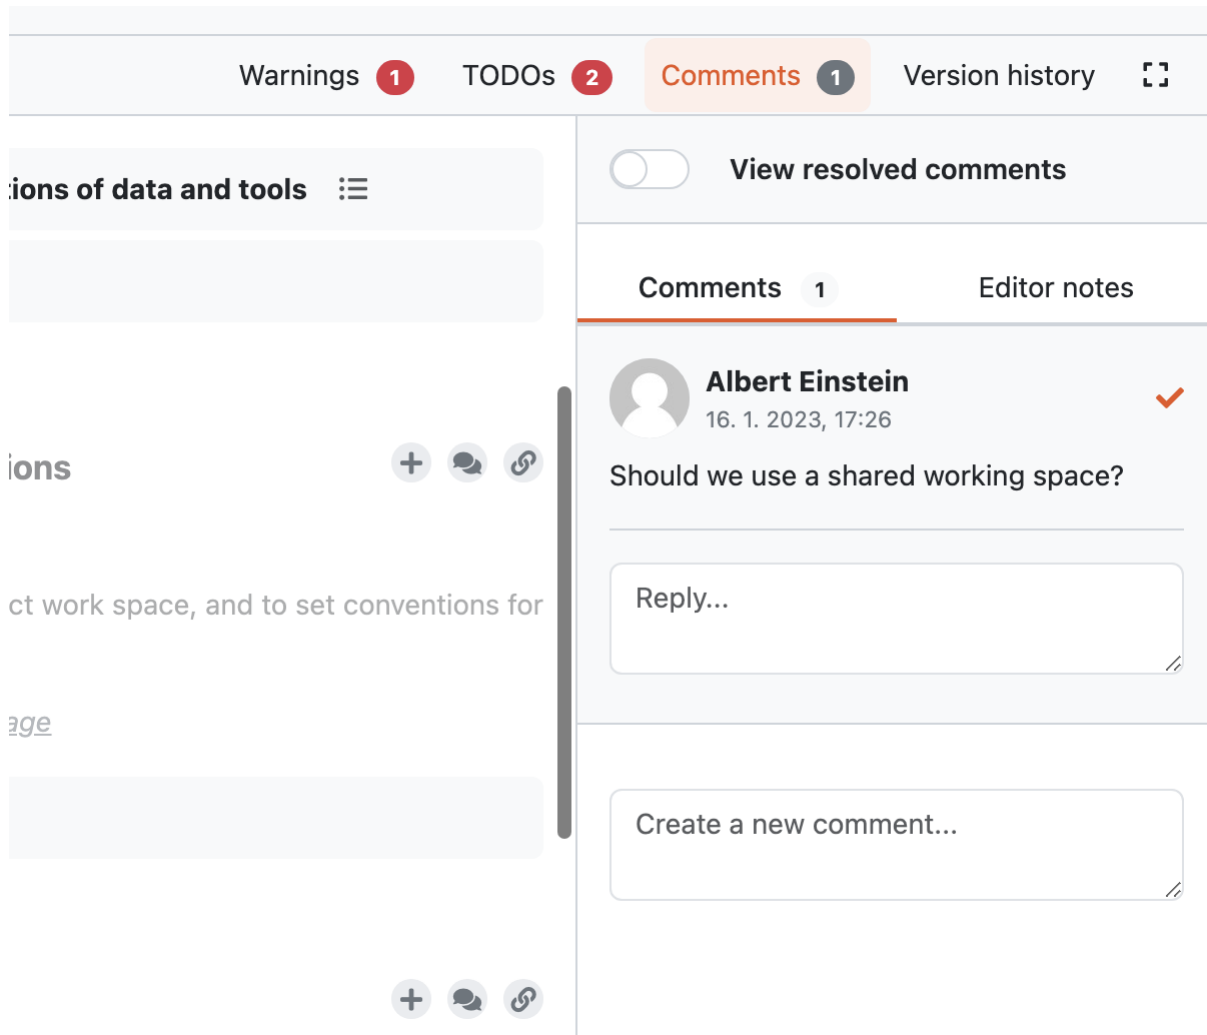 Warnings 1 TODOs 2 Comments 1 Version history
View resolved comments
tions of data and tools
Comments 1 Editor notes
Albert Einstein
16. 1. 2023, 17:26
ions
Should we use a shared working space?
Reply...
ct work space, and to set conventions for
age
Create a new comment...